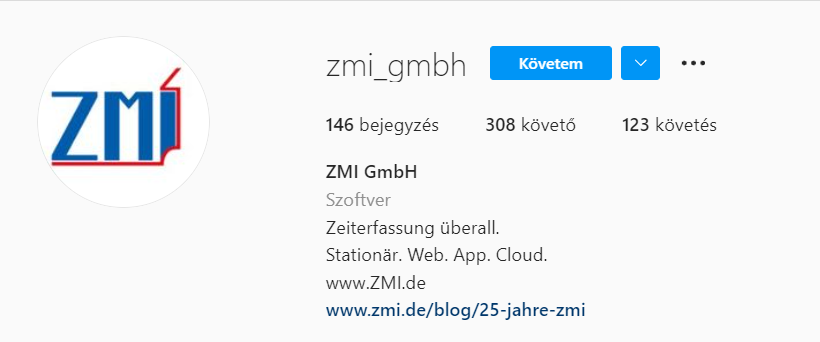 ZMI
zmi_gmbh Követem
146 bejegyzés 308 követő 123 követés
ZMI GmbH
Szoftver
Zeiterfassung überall.
Stationär. Web. App. Cloud.
www.ZMI.de
www.zmi.de/blog/25-jahre-zmi